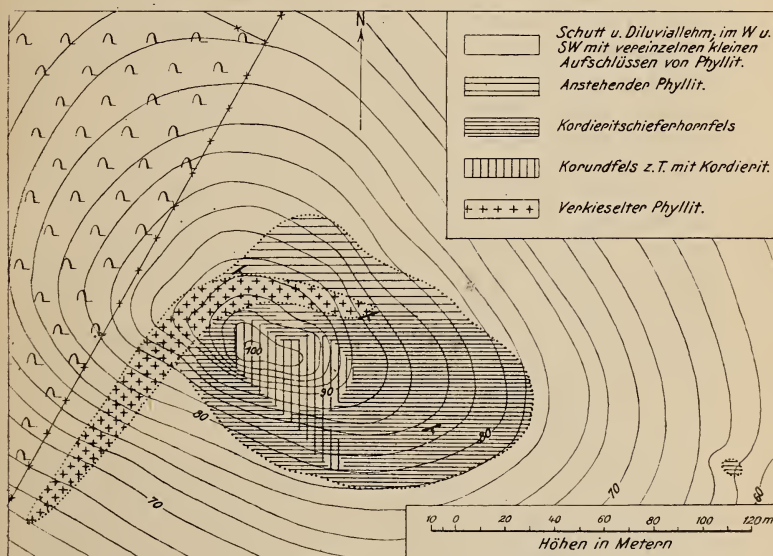 N
Schutt u. Diluviallehm; im W u.
SW mit vereinzelnen kleinen
Aufschlüssen von Phyllit.
Anstehender Phyllit.
Kordieritschieferhornfels
Korundfels z.T. mit Kordierit.
Verkieselter Phyllit.
100
90
80
80
70
70
60
10 0 20 40 60 80 100 120 m
Höhen in Metern